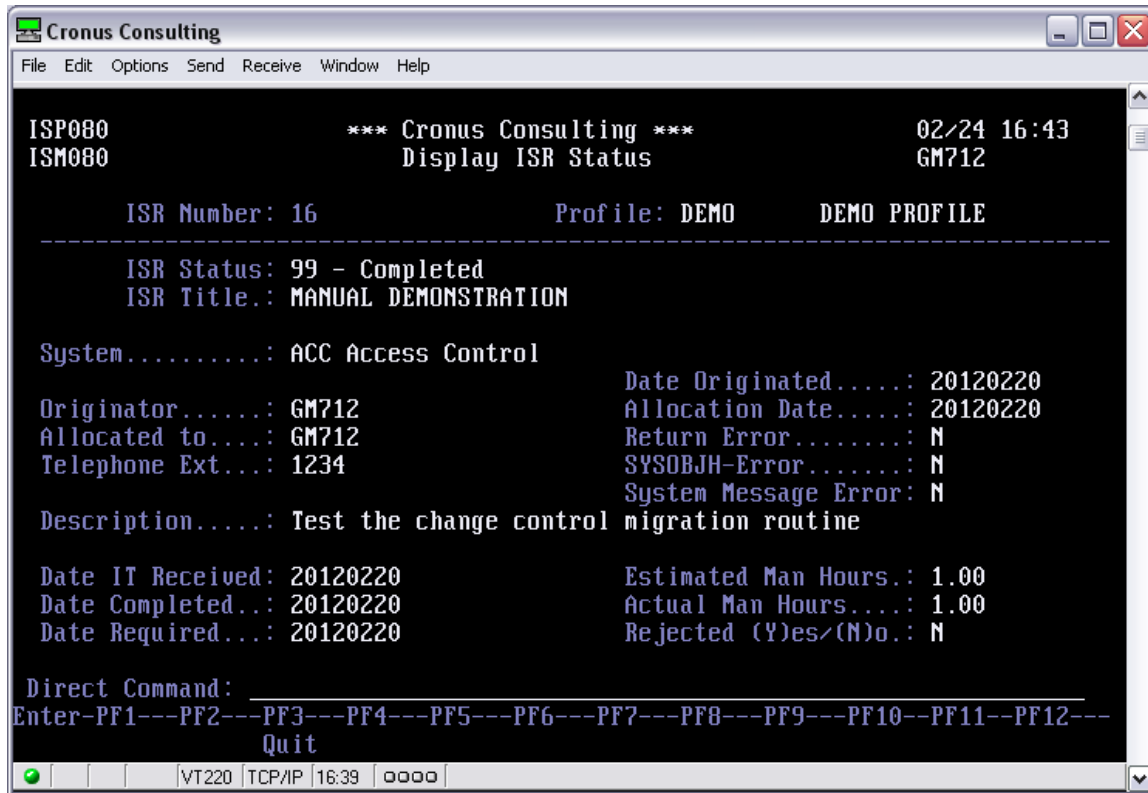 Cronus Consulting
File Edit Options Send Receive Window Help
ISP080 *** Cronus Consulting *** 02/24 16:43
ISM080 Display ISR Status GM712
ISR Number: 16 Profile: DEMO DEMO PROFILE
ISR Status: 99 - Completed
ISR Title.: MANUAL DEMONSTRATION
System..........: ACC Access Control
Date Originated.....: 20120220
Originator......: GM712 Allocation Date.....: 20120220
Allocated to....: GM712 Return Error........: N
Telephone Ext...: 1234 SYSOBJH-Error.......: N
System Message Error: N
Description.....: Test the change control migration routine
Date IT Received: 20120220 Estimated Man Hours.: 1.00
Date Completed..: 20120220 Actual Man Hours....: 1.00
Date Required...: 20120220 Rejected (Y)es/(N)o.: N
Direct Command:
Enter-PF1---PF2---PF3---PF4---PF5---PF6---PF7---PF8---PF9---PF10--PF11--PF12---
Quit
VT220 TCP/IP 16:39